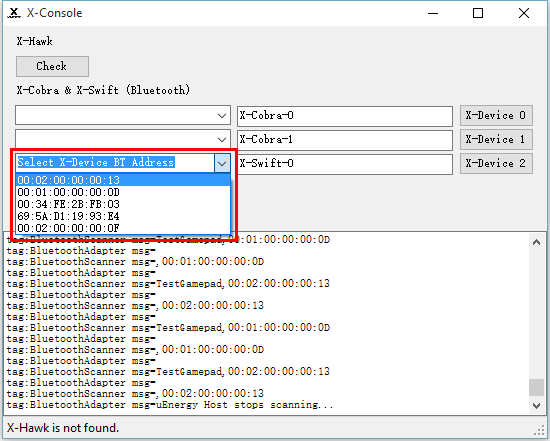 X-Console
X-Hawk
Check
X-Cobra & X-Swift (Bluetooth)
X-Cobra-0
X-Device 0
X-Cobra-1
X-Device 1
Select X-Device BT Address
X-Swift-0
X-Device 2
00:02:00:00:00:13
00:01:00:00:00:0D
00:34:FE:2B:FB:03
69:5A:D1:19:93:E4
00:02:00:00:00:0F
tag:BluetoothScanner msg=TestGamepad,00:01:00:00:00:0D
tag:BluetoothAdapter msg=
tag:BluetoothScanner msg=,00:01:00:00:00:0D
tag:BluetoothAdapter msg=
tag:BluetoothScanner msg=TestGamepad,00:02:00:00:00:13
tag:BluetoothAdapter msg=
tag:BluetoothScanner msg=,00:02:00:00:00:13
tag:BluetoothAdapter msg=
tag:BluetoothScanner msg=TestGamepad,00:01:00:00:00:0D
tag:BluetoothAdapter msg=
tag:BluetoothScanner msg=,00:01:00:00:00:0D
tag:BluetoothAdapter msg=
tag:BluetoothScanner msg=TestGamepad,00:02:00:00:00:13
tag:BluetoothAdapter msg=
tag:BluetoothScanner msg=,00:02:00:00:00:13
tag:BluetoothAdapter msg=uEnergy Host stops scanning...
X-Hawk is not found.